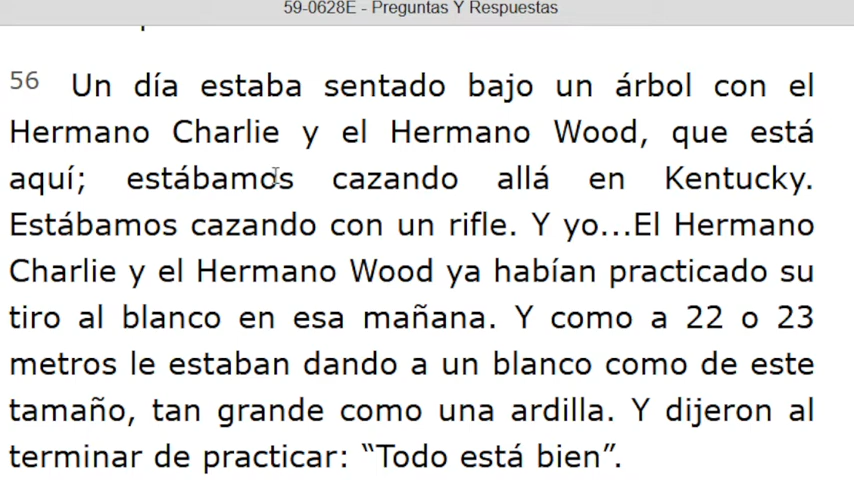 59-0628E - Preguntas Y Respuestas
56 Un día estaba sentado bajo un árbol con el
Hermano Charlie y el Hermano Wood, que está
aquí; estábamos cazando allá en Kentucky.
Estábamos cazando con un rifle. Y yo...El Hermano
Charlie y el Hermano Wood ya habían practicado su
tiro al blanco en esa mañana. Y como a 22 o 23
metros le estaban dando a un blanco como de este
tamaño, tan grande como una ardilla. Y dijeron al
terminar de practicar: “Todo está bien”.